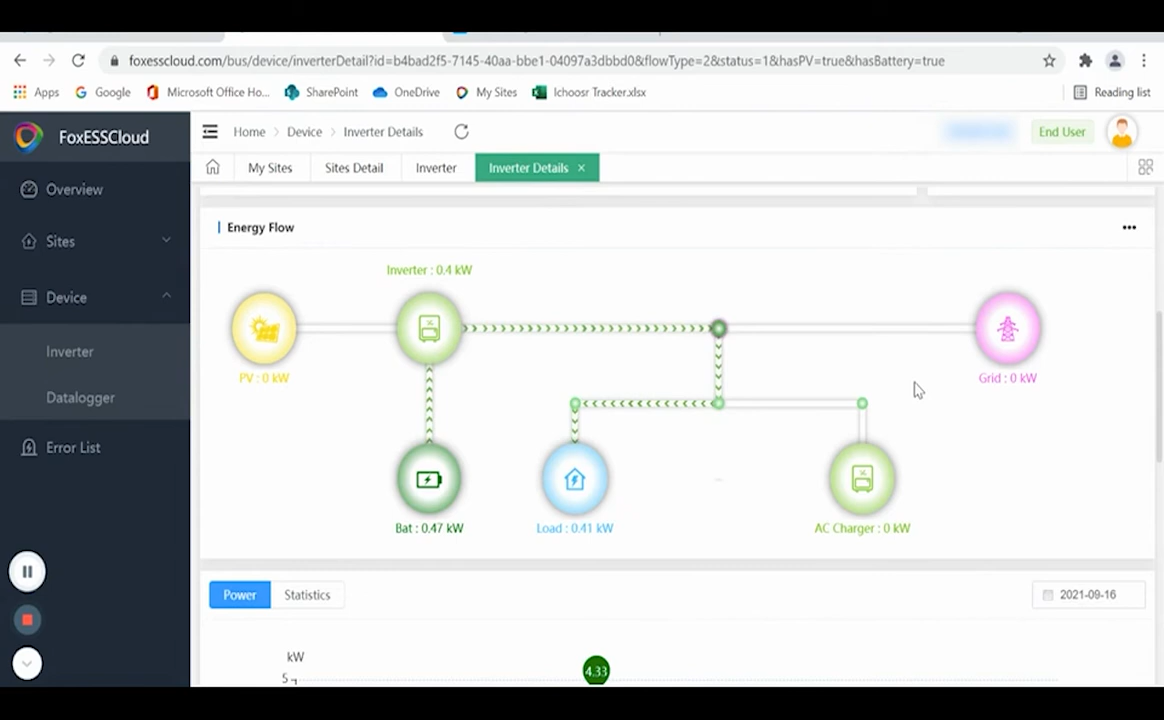 foxesscloud.com/bus/device/inverterDetail?id=b4bad2f5-7145-40aa-bbe1-04097a3dbbd0&flowType=2&status=1&hasPV=true&hasBattery=true
Apps Google Microsoft Office Ho... SharePoint OneDrive My Sites Ichoosr Tracker.xlsx Reading list
FoxESSCloud
Home > Device > Inverter Details End User
My Sites Sites Detail Inverter Inverter Details ×
Overview
Sites
Device
Inverter
Datalogger
Error List
Energy Flow
Inverter : 0.4 kW
PV : 0 kW
Grid : 0 kW
Bat : 0.47 kW
Load : 0.41 kW
AC Charger : 0 kW
Power Statistics 2021-09-16
kW
5
4.33